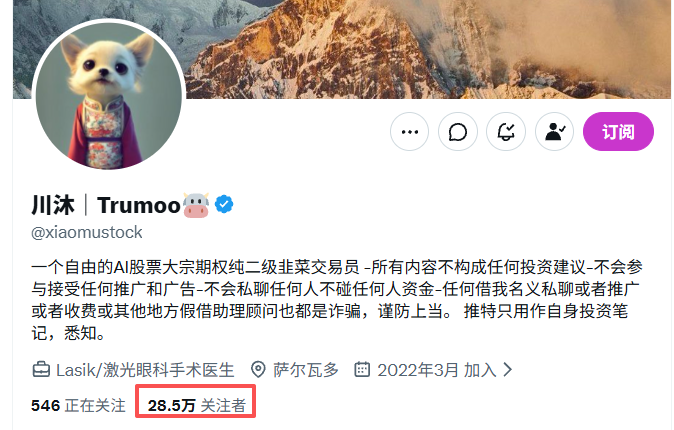 订阅
川沐｜Trumoo🐮
@xiaomustock
一个自由的AI股票大宗期权纯二级韭菜交易员 -所有内容不构成任何投资建议-不会参
与接受任何推广和广告-不会私聊任何人不碰任何人资金-任何借我名义私聊或者推广
或者收费或其他地方假借助理顾问也都是诈骗，谨防上当。 推特只用作自身投资笔
记，悉知。
Lasik/激光眼科手术医生 萨尔瓦多 2022年3月 加入
546 正在关注 28.5万 关注者